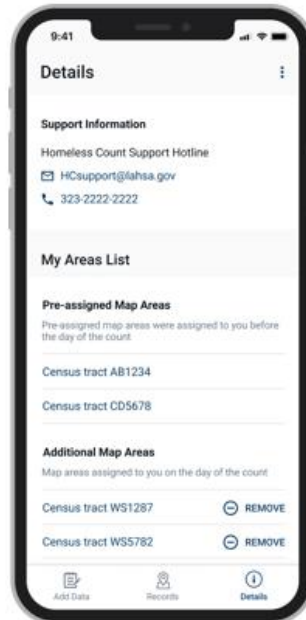 9:41
Details
Support Information
Homeless Count Support Hotline
HCsupport@lahsa.gov
323-2222-2222
My Areas List
Pre-assigned Map Areas
Pre-assigned map areas were assigned to you before
the day of the count
Census tract AB1234
Census tract CD5678
Additional Map Areas
Map areas assigned to you on the day of the count
Census tract WS1287 REMOVE
Census tract WS5782 REMOVE
Add Data Records Details